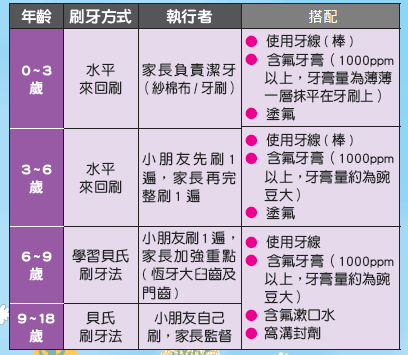 年齡 刷牙方式 執行者 搭配
0~3歲
水平
來回刷
家長負責潔牙
(紗棉布/牙刷)
● 使用牙線(棒)
● 含氟牙膏(1000ppm
以上,牙膏量為薄薄
一層抹平在牙刷上)
● 塗氟
3~6
歲
水平
來回刷
小朋友先刷1
遍,家長再完
整刷1遍
● 使用牙線(棒)
● 含氟牙膏(1000ppm
以上,牙膏量約為豌
豆大)
● 塗氟
6~9
歲
學習貝氏
刷牙法
小朋友刷1遍,
家長加強重點
(恆牙大臼齒及
門齒)
● 使用牙線
● 含氟牙膏(1000ppm
以上,牙膏量約為豌
豆大)
● 含氟漱口水
● 窩溝封劑
9~18
歲
貝氏
刷牙法
小朋友自己
刷,家長監督